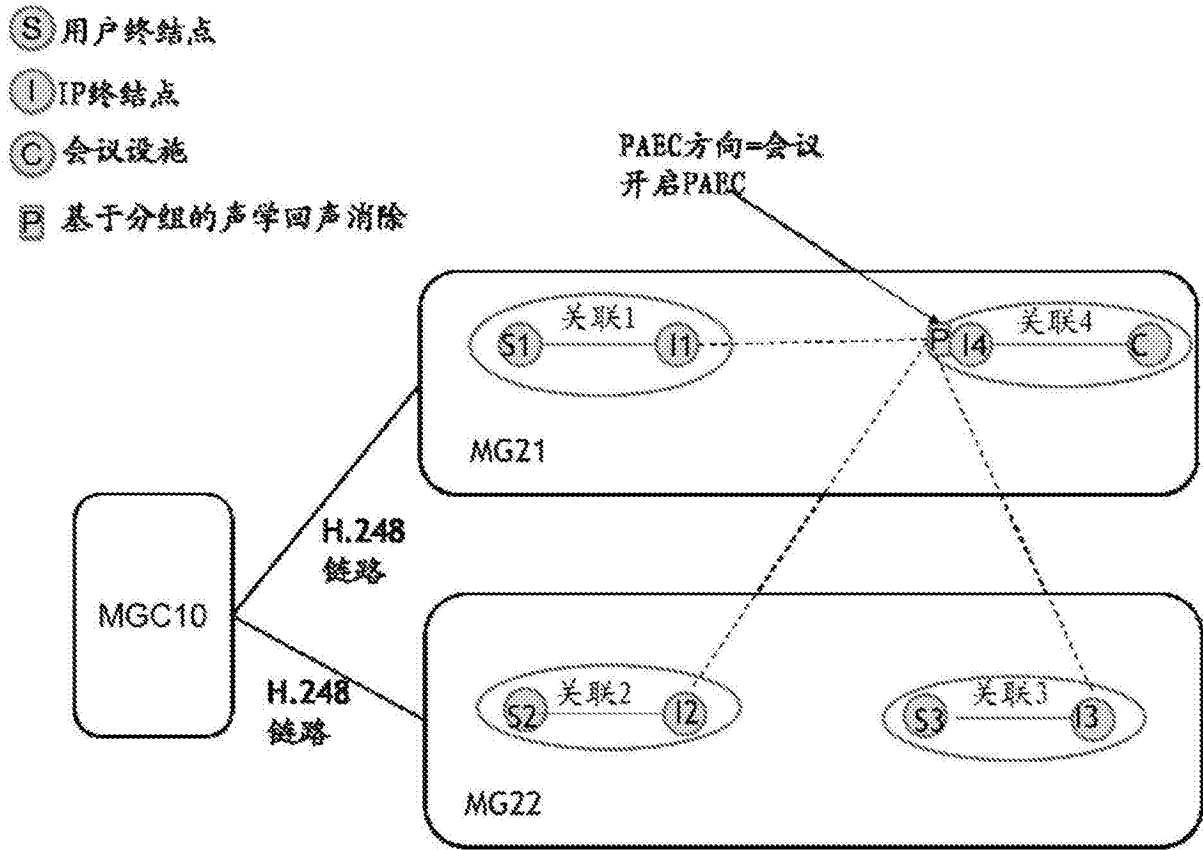 S 用户终结点
I IP终结点
C 会议设施
P 基于分组的声学回声消除
PAEC方向=会议
开启PAEC
关联1
S1
I1
关联4
P
I4
C
MG21
H.248
链路
MGC10
H.248
链路
关联2
S2
I2
关联3
S3
I3
MG22